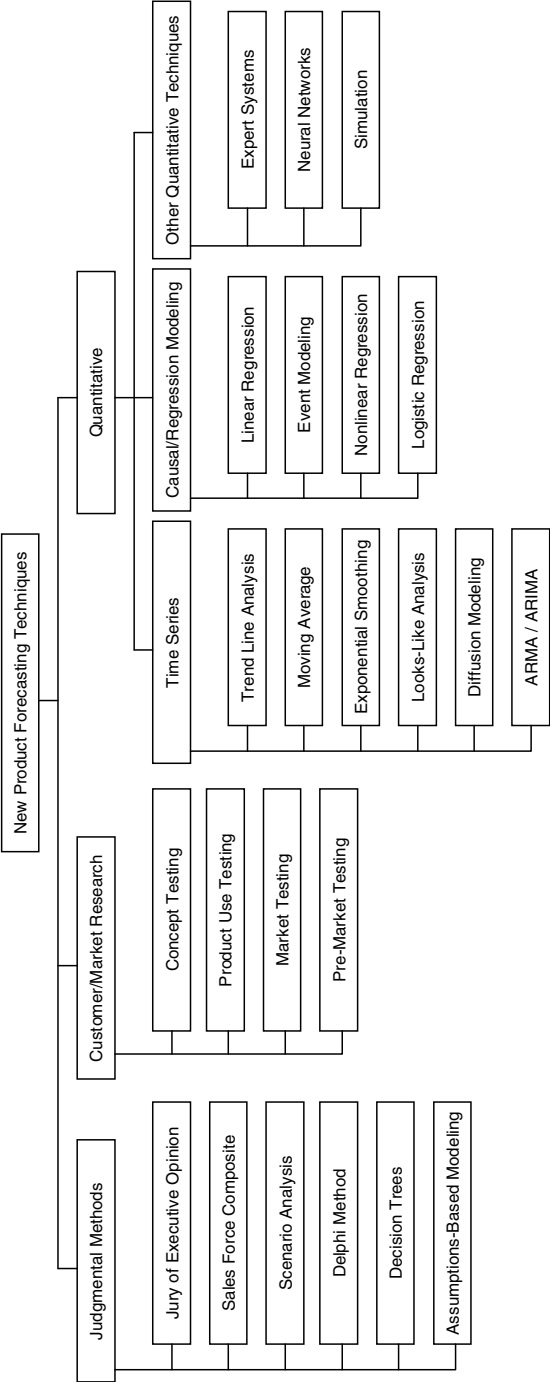 New Product Forecasting Techniques
Judgmental Methods
Jury of Executive Opinion
Sales Force Composite
Scenario Analysis
Delphi Method
Decision Trees
Assumptions-Based Modeling
Customer/Market Research
Concept Testing
Product Use Testing
Market Testing
Pre-Market Testing
Quantitative
Time Series
Trend Line Analysis
Moving Average
Exponential Smoothing
Looks-Like Analysis
Diffusion Modeling
ARMA / ARIMA
Causal/Regression Modeling
Linear Regression
Event Modeling
Nonlinear Regression
Logistic Regression
Other Quantitative Techniques
Expert Systems
Neural Networks
Simulation